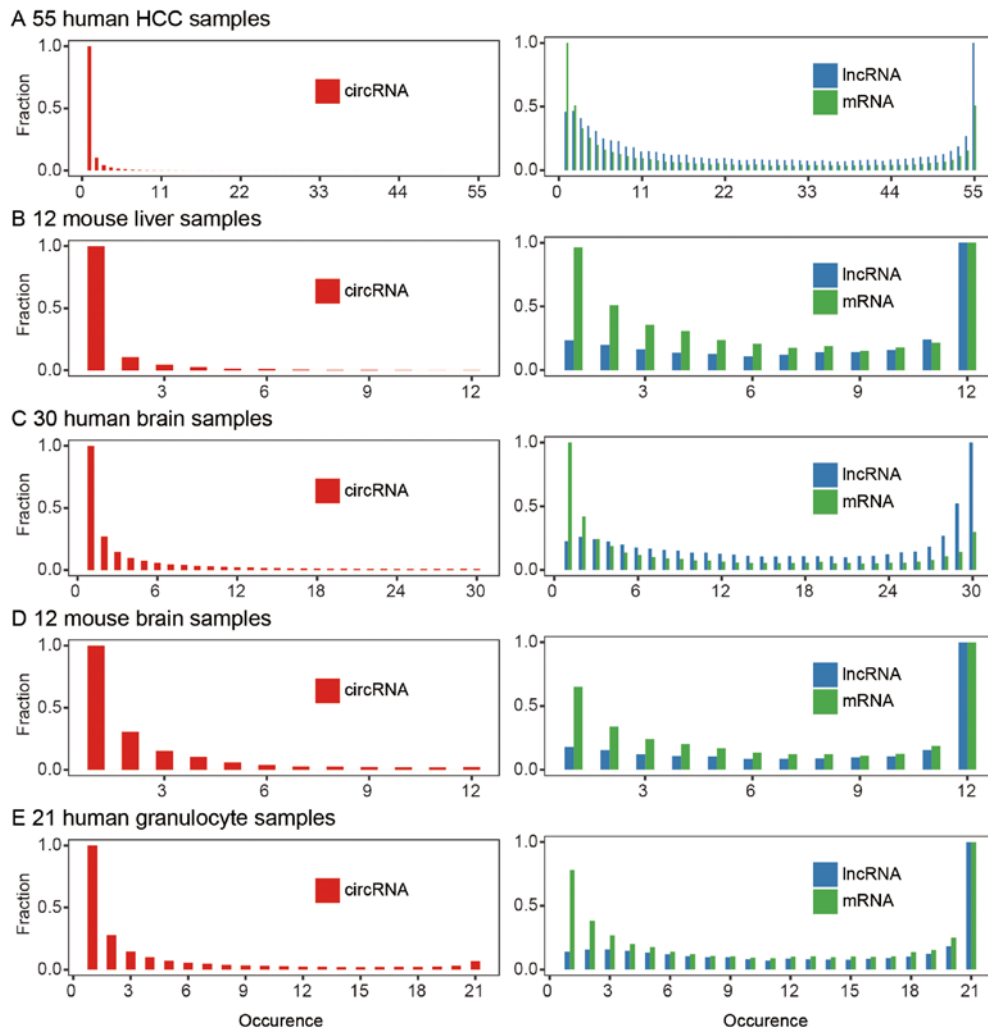 A 55 human HCC samples
1.0
0.5
0.0
Fraction
circRNA
0 11 22 33 44 55
1.0
0.5
0.0
lncRNA
mRNA
0 11 22 33 44 55
B 12 mouse liver samples
1.0
0.5
0.0
Fraction
circRNA
3 6 9 12
1.0
0.5
0.0
lncRNA
mRNA
3 6 9 12
C 30 human brain samples
1.0
0.5
0.0
Fraction
circRNA
0 6 12 18 24 30
1.0
0.5
0.0
lncRNA
mRNA
6 12 18 24 30
D 12 mouse brain samples
1.0
0.5
0.0
Fraction
circRNA
3 6 9 12
1.0
0.5
0.0
lncRNA
mRNA
3 6 9 12
E 21 human granulocyte samples
1.0
0.5
0.0
Fraction
circRNA
0 3 6 9 12 15 18 21
Occurence
1.0
0.5
0.0
lncRNA
mRNA
0 3 6 9 12 15 18 21
Occurence